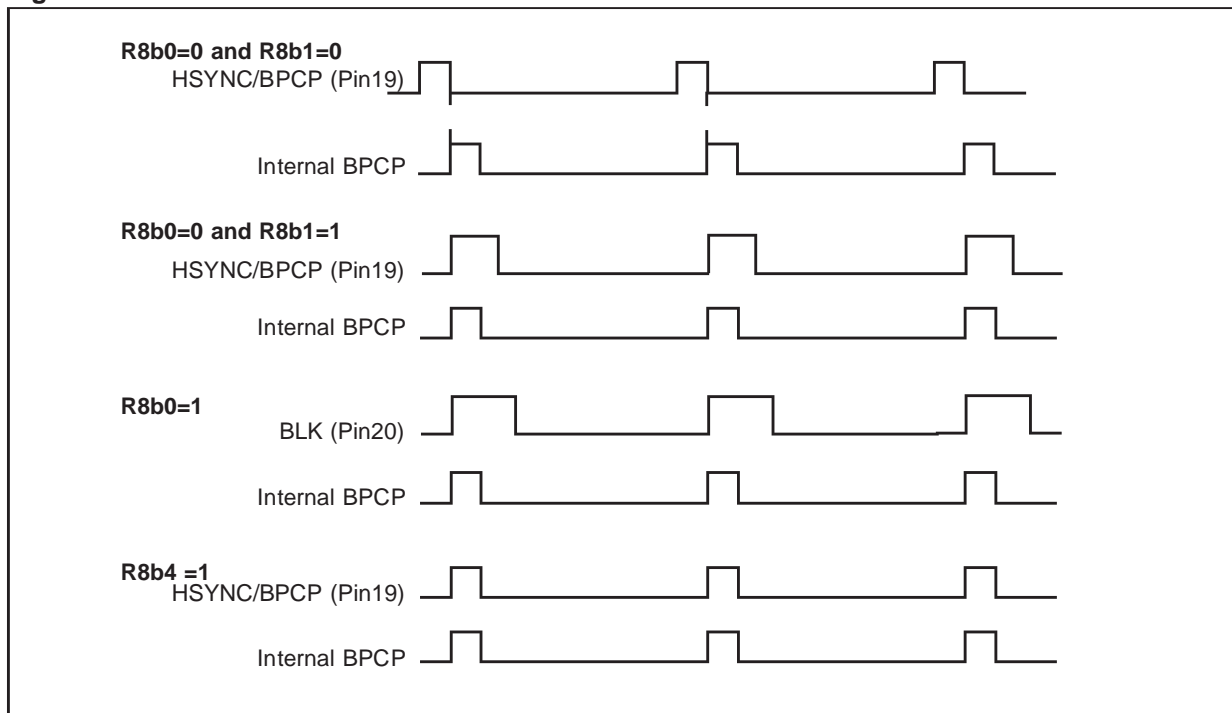 R8b0=0 and R8b1=0
HSYNC/BPCP (Pin19)
Internal BPCP
R8b0=0 and R8b1=1
HSYNC/BPCP (Pin19)
Internal BPCP
R8b0=1
BLK (Pin20)
Internal BPCP
R8b4 =1
HSYNC/BPCP (Pin19)
Internal BPCP